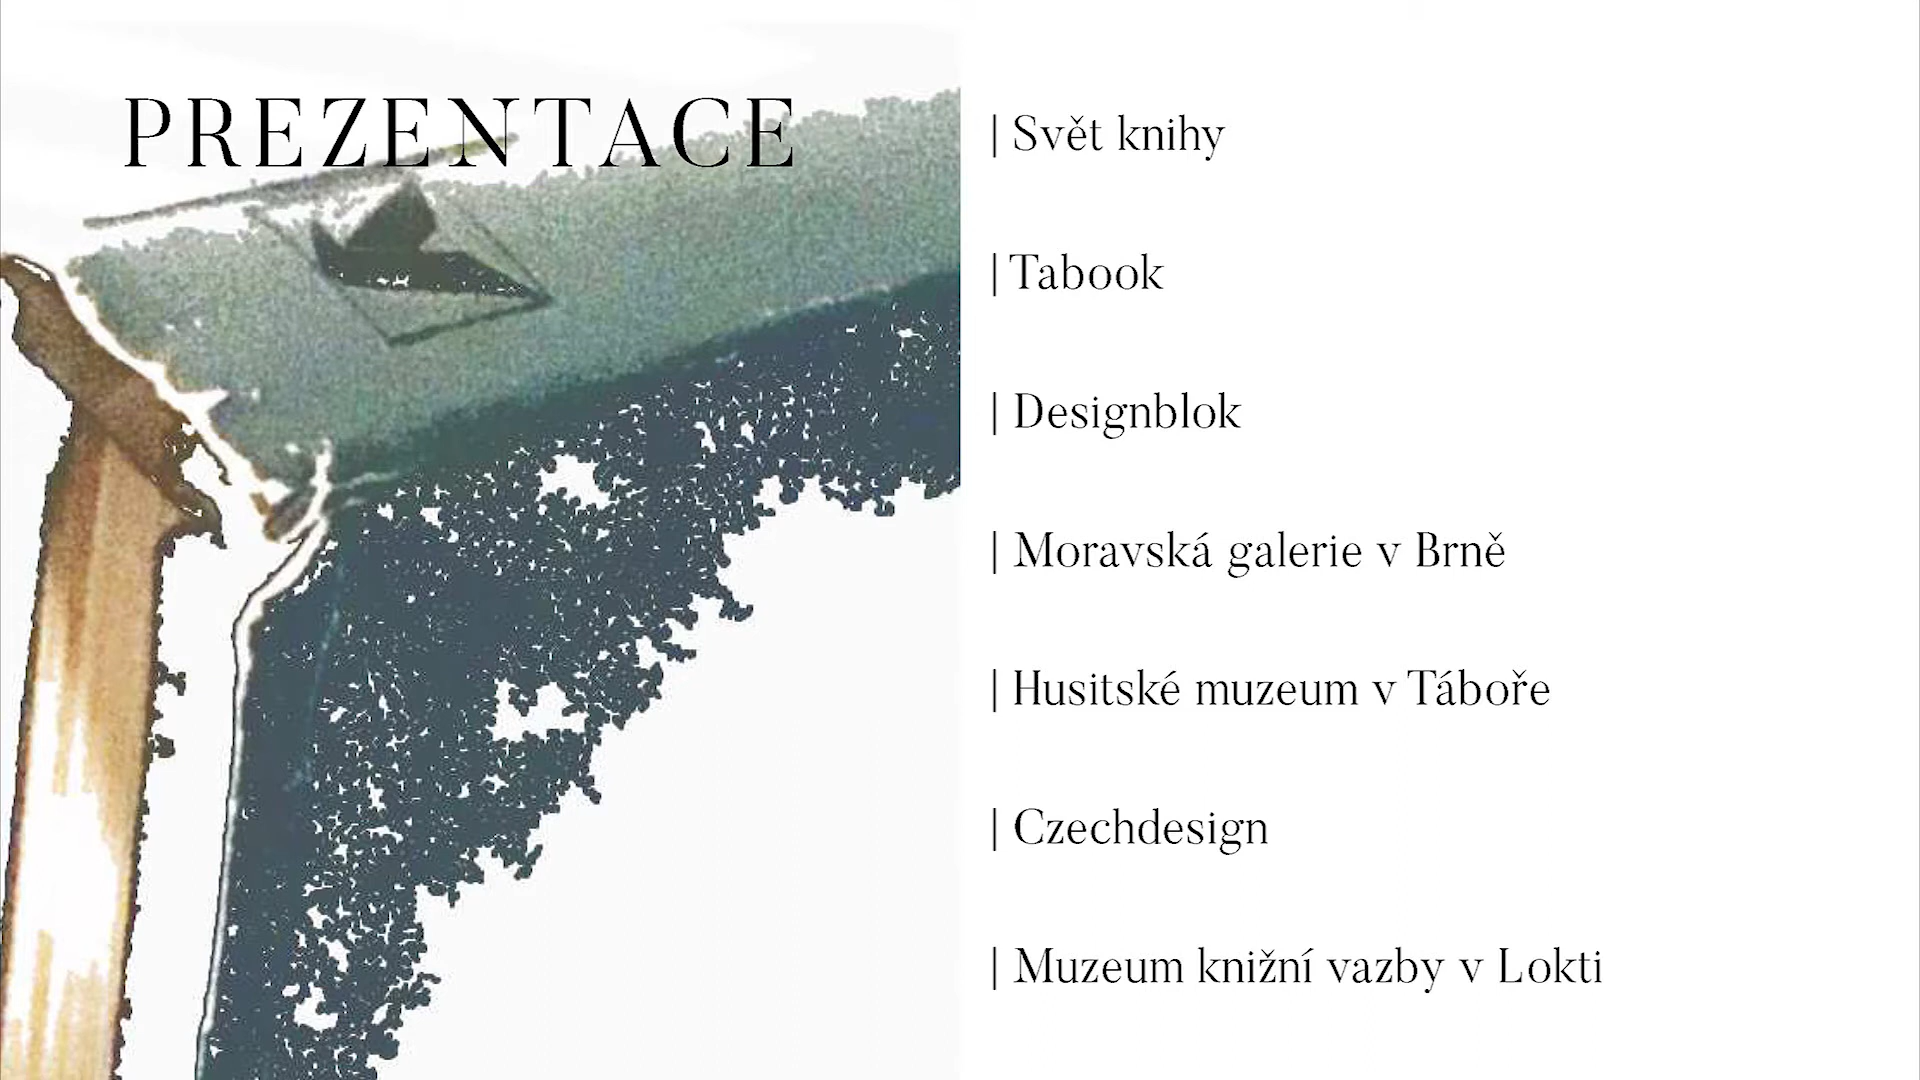 PREZENTACE
| Svět knihy
| Tabook
| Designblok
| Moravská galerie v Brně
| Husitské muzeum v Táboře
| Czechdesign
| Muzeum knižní vazby v Lokti